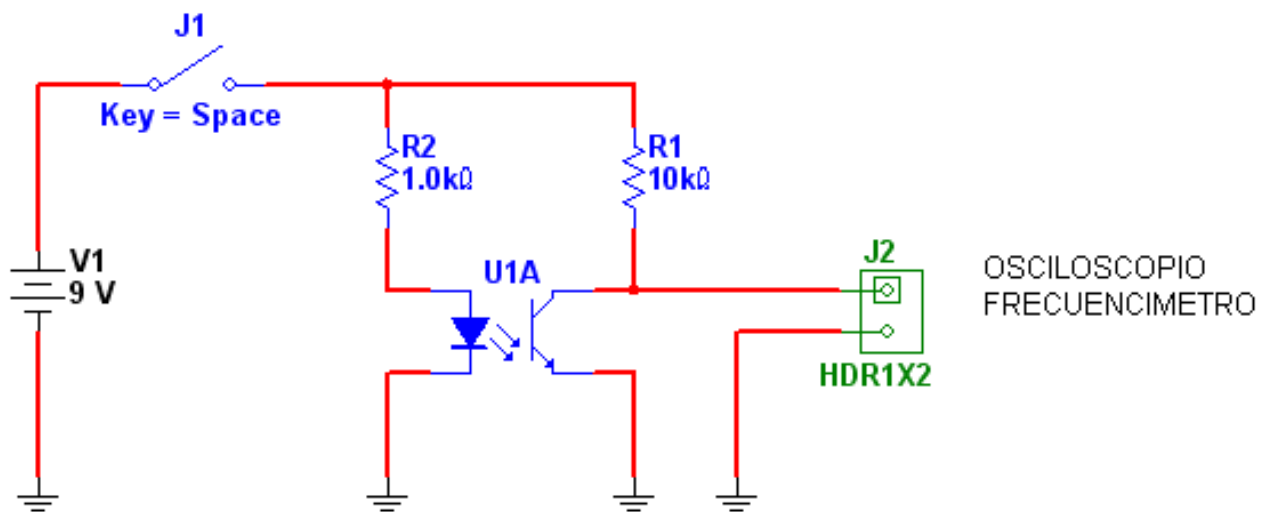 J1
Key = Space
R2
1.0kΩ
R1
10kΩ
V1
9 V
U1A
J2
HDR1X2
OSCILOSCOPIO
FRECUENCIMETRO